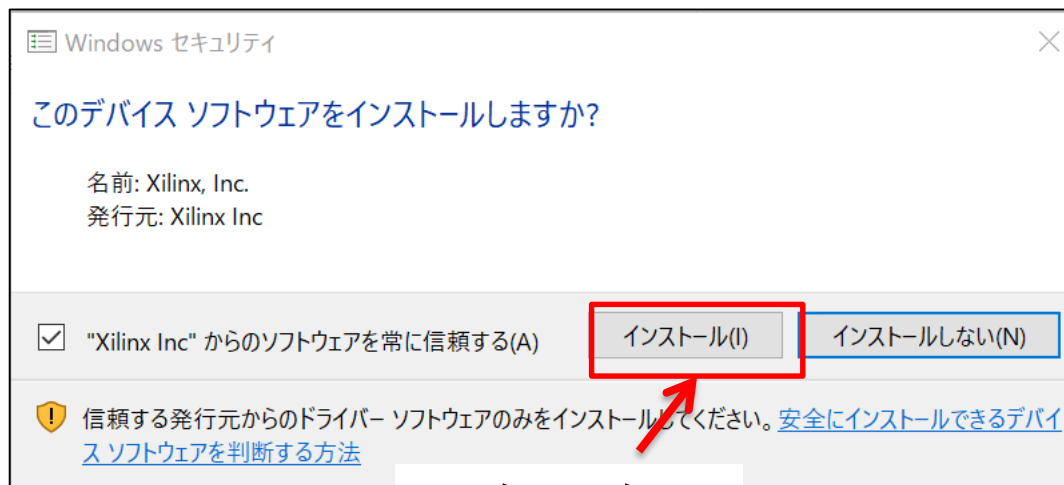 Windows セキュリティ
このデバイス ソフトウェアをインストールしますか?
名前: Xilinx, Inc.
発行元: Xilinx Inc
"Xilinx Inc" からのソフトウェアを常に信頼する(A)
インストール(I)
インストールしない(N)
信頼する発行元からのドライバー ソフトウェアのみをインストールしてください。安全にインストールできるデバイ
ス ソフトウェアを判断する方法